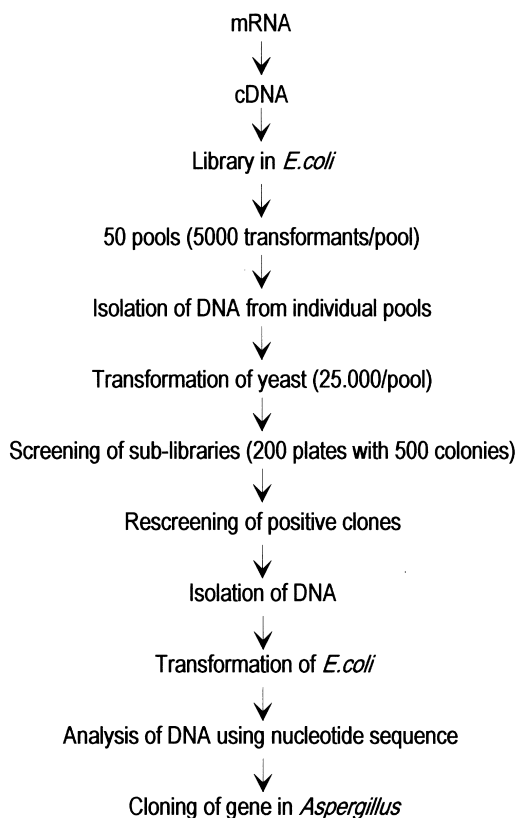 mRNA
cDNA
Library in E.coli
50 pools (5000 transformants/pool)
Isolation of DNA from individual pools
Transformation of yeast (25.000/pool)
Screening of sub-libraries (200 plates with 500 colonies)
Rescreening of positive clones
Isolation of DNA
Transformation of E.coli
Analysis of DNA using nucleotide sequence
Cloning of gene in Aspergillus